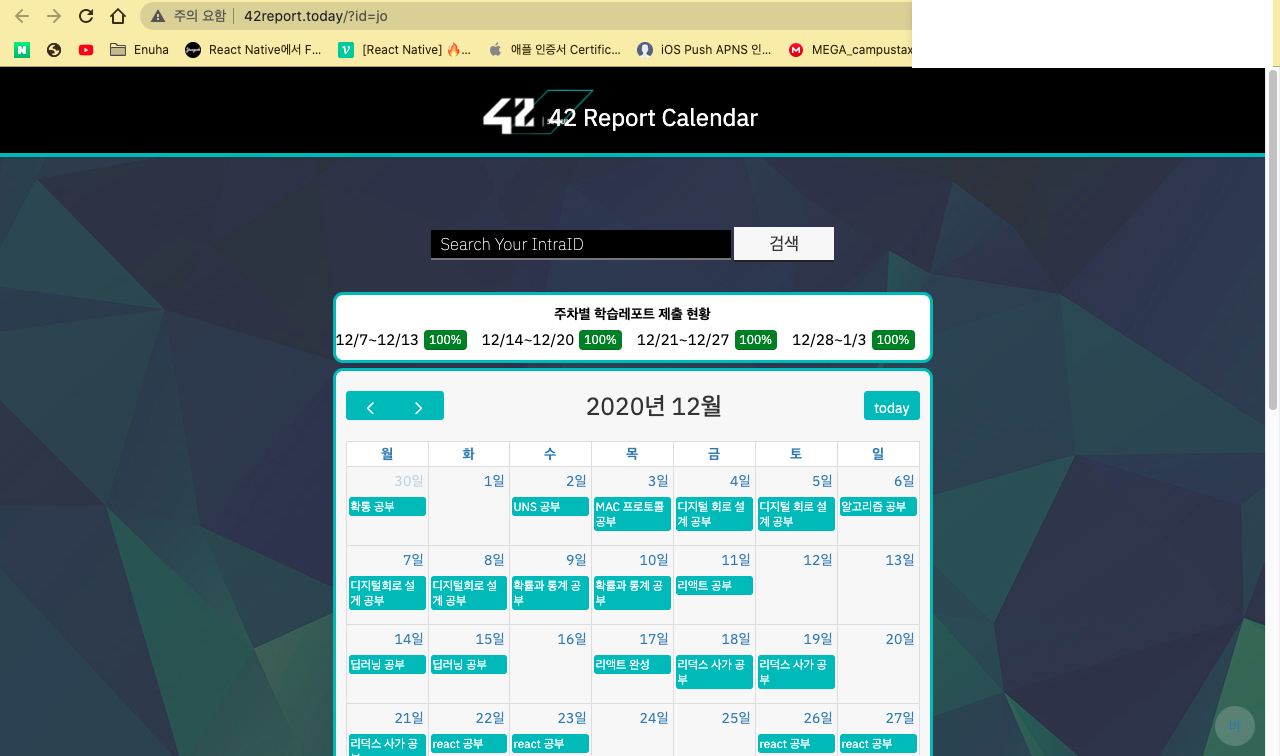 주의 요함 | 42report.today/?id=jo
Enuha React Native에서 F... [React Native] 🔥... 애플 인증서 Certific... iOS Push APNS 인... MEGA_campustax
42 Report Calendar
Search Your IntraID 검색
주차별 학습레포트 제출 현황
12/7~12/13 100% 12/14~12/20 100% 12/21~12/27 100% 12/28~1/3 100%
2020년 12월 today
월 화 수 목 금 토 일
30일 1일 2일 3일 4일 5일 6일
확통 공부 UNS 공부 MAC 프로토콜 디지털 회로 설 디지털 회로 설 알고리즘 공부
공부 계 공부 계 공부
7일 8일 9일 10일 11일 12일 13일
디지털회로 설 디지털회로 설 확률과 통계 공 확률과 통계 공 리액트 공부
게 공부 계 공부 부 부
14일 15일 16일 17일 18일 19일 20일
딥러닝 공부 딥러닝 공부 리액트 완성 리덕스 사가 공 리덕스 사가 공
부 부
21일 22일 23일 24일 25일 26일 27일
리덕스 사가 공 react 공부 react 공부 react 공부 react 공부